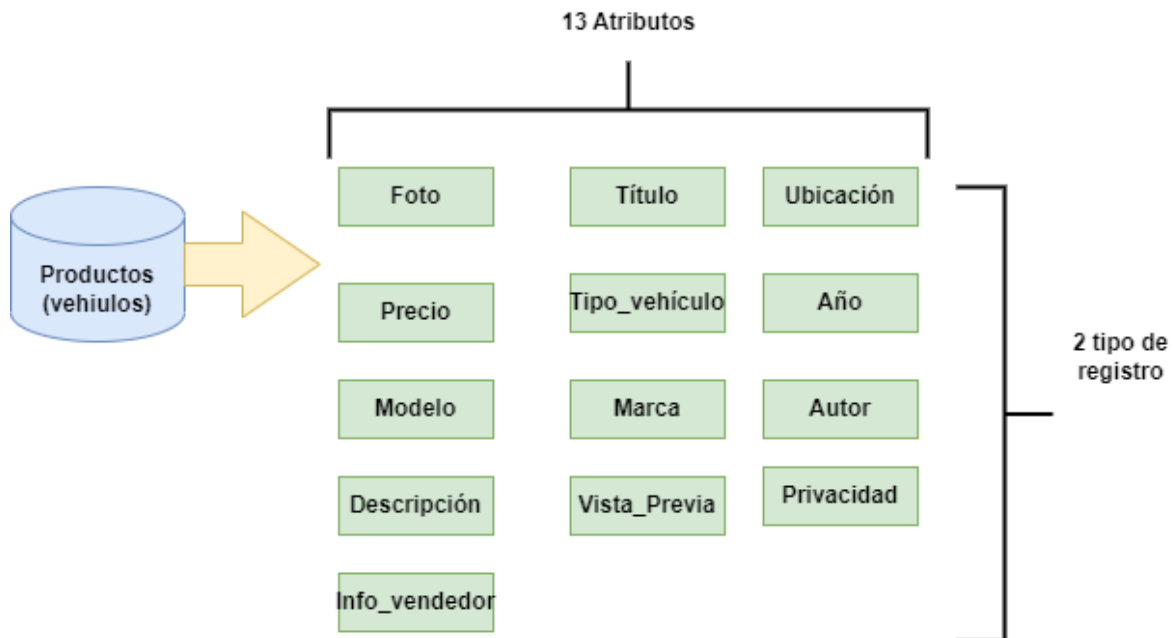 13 Atributos
Foto
Título
Ubicación
Productos
(vehiulos)
Precio
Tipo_vehículo
Año
2 tipo de
registro
Modelo
Marca
Autor
Descripción
Vista_Previa
Privacidad
Info_vendedor